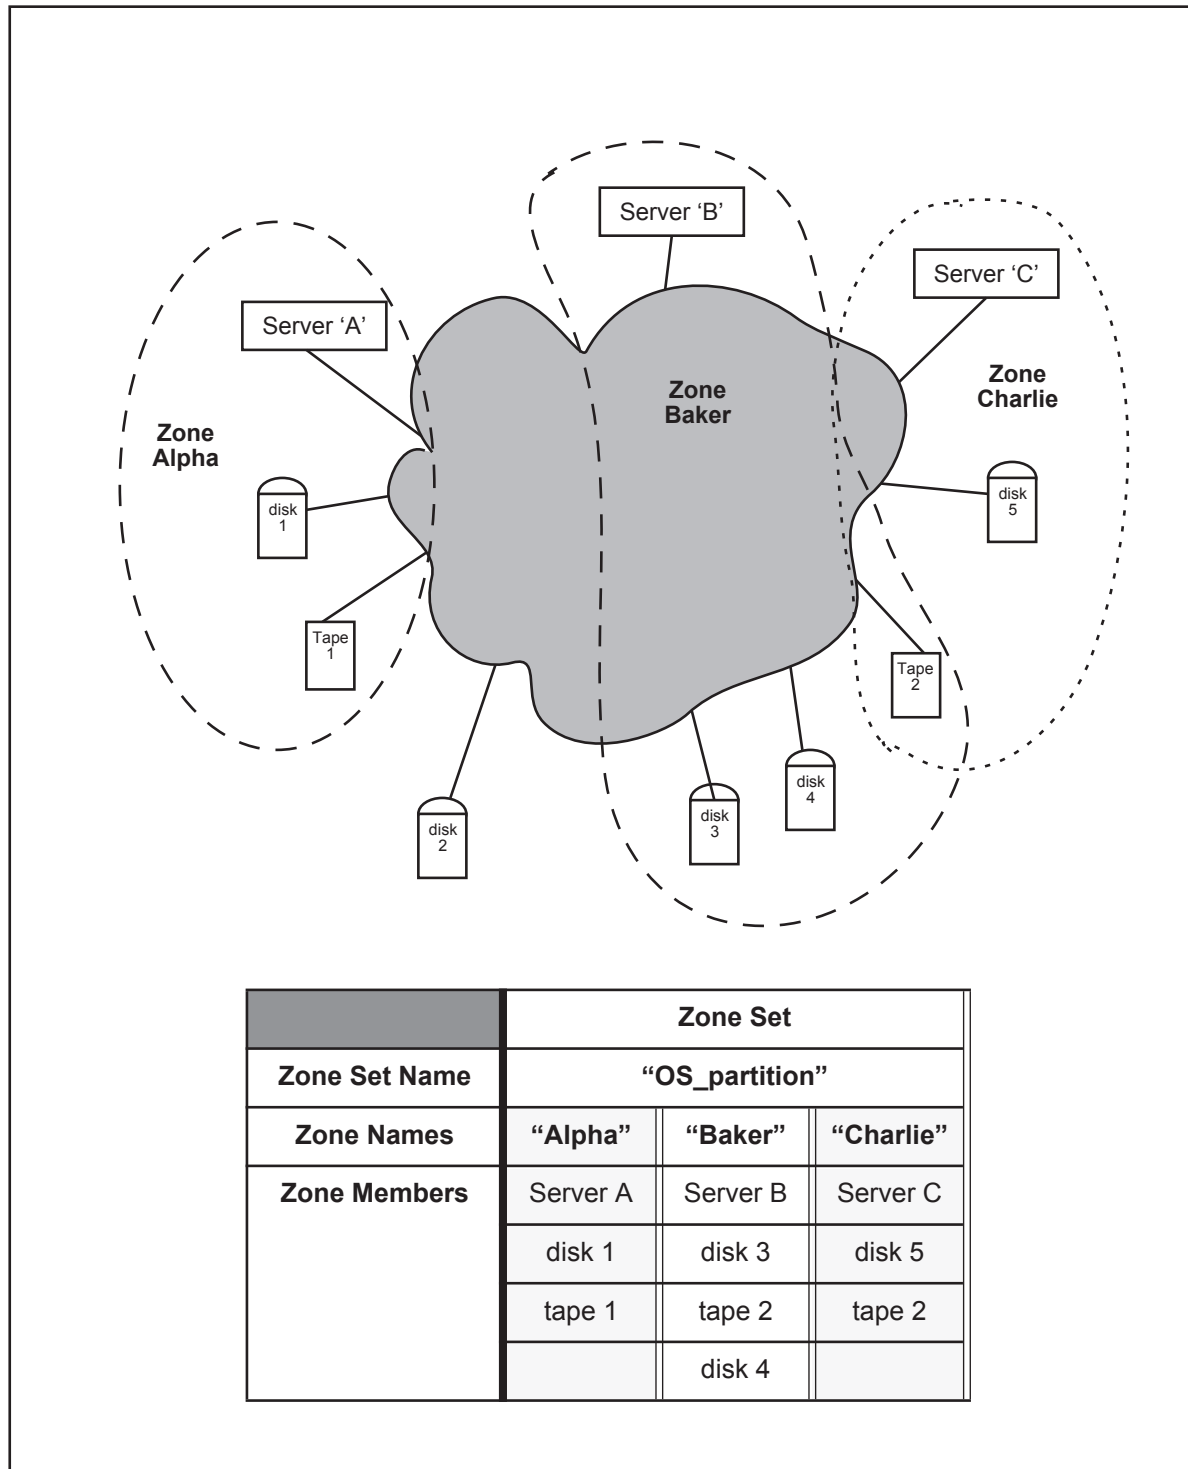 Server ‘B’
Server ‘C’
Server ‘A’
Zone
Baker
Zone
Charlie
Zone
Alpha
disk
1
disk
5
Tape
1
Tape
2
disk
4
disk
3
disk
2
Zone Set
Zone Set Name “OS_partition”
Zone Names “Alpha” “Baker” “Charlie”
Zone Members Server A Server B Server C
disk 1 disk 3 disk 5
tape 1 tape 2 tape 2
disk 4